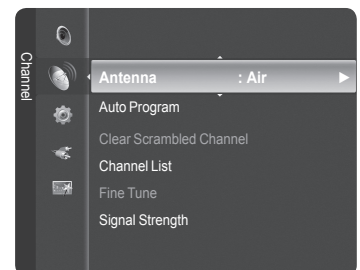 Channel
Antenna : Air
Auto Program
Clear Scrambled Channel
Channel List
Fine Tune
Signal Strength